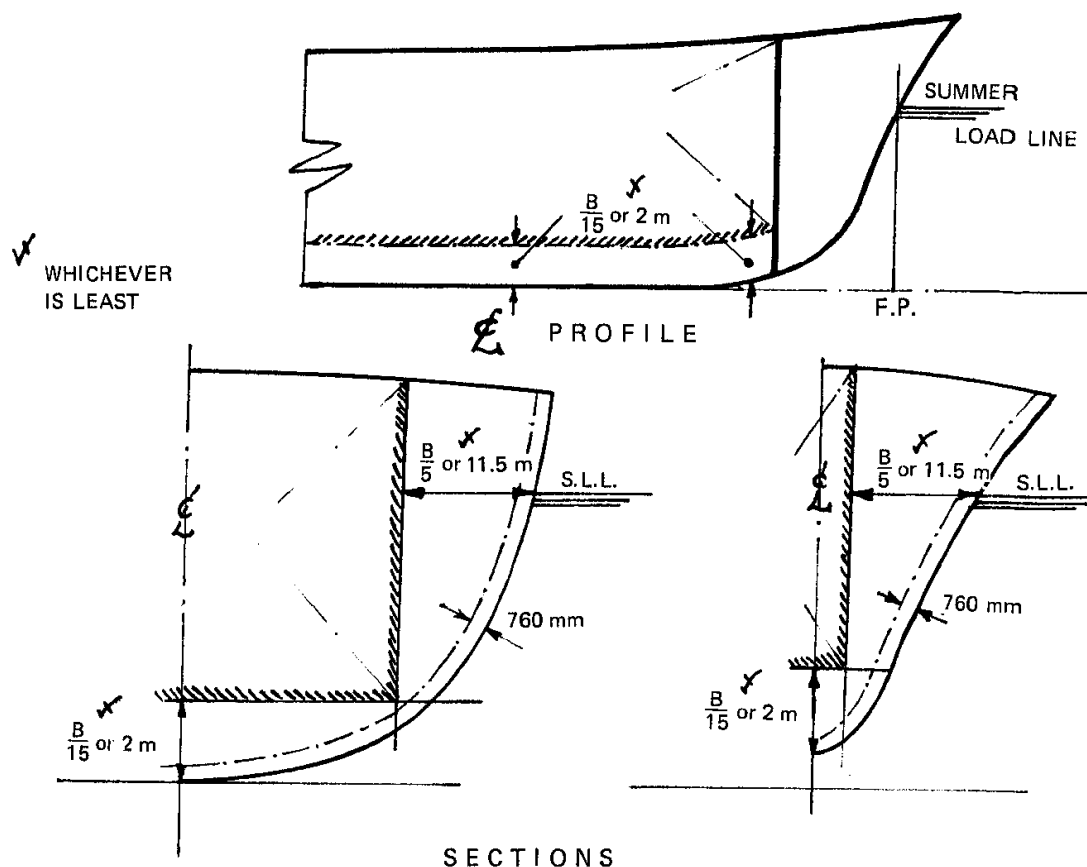 SUMMER
LOAD LINE
B/15 or 2 m
WHICHEVER
IS LEAST
F.P.
℄ PROFILE
B/5 or 11.5 m
S.L.L.
℄
760 mm
B/15 or 2 m
B/5 or 11.5 m
S.L.L.
℄
760 mm
B/15 or 2 m
SECTIONS